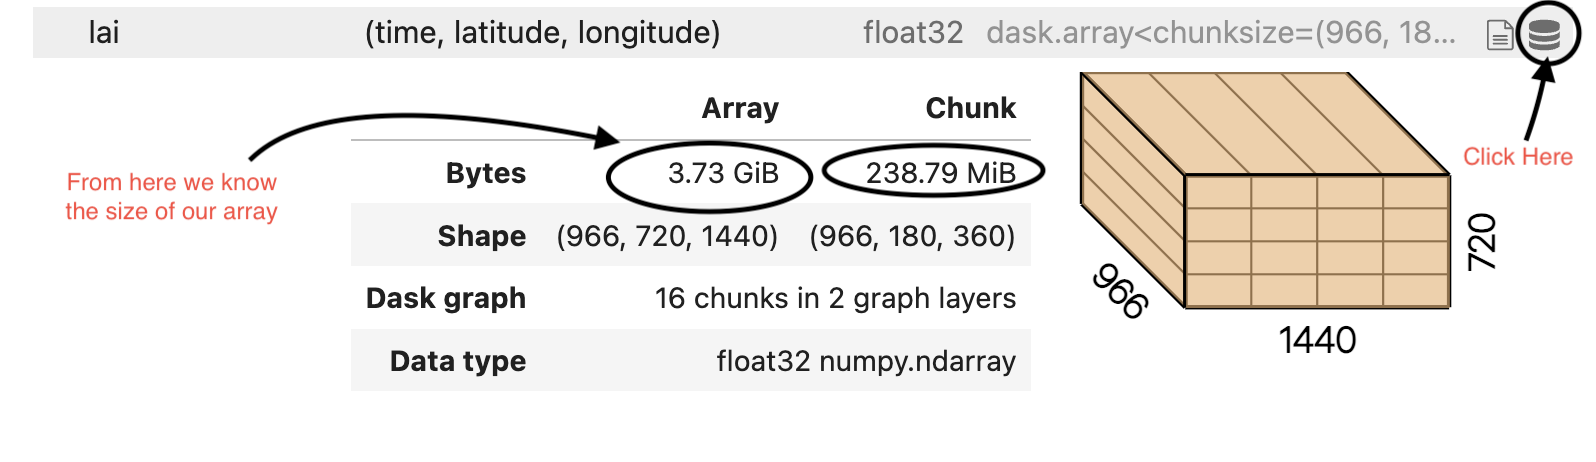 lai (time, latitude, longitude) float32 dask.array<chunksize=(966, 18...
Array Chunk
Bytes 3.73 GiB 238.79 MiB
Shape (966, 720, 1440) (966, 180, 360)
Dask graph 16 chunks in 2 graph layers
Data type float32 numpy.ndarray
From here we know
the size of our array
Click Here
720
966
1440